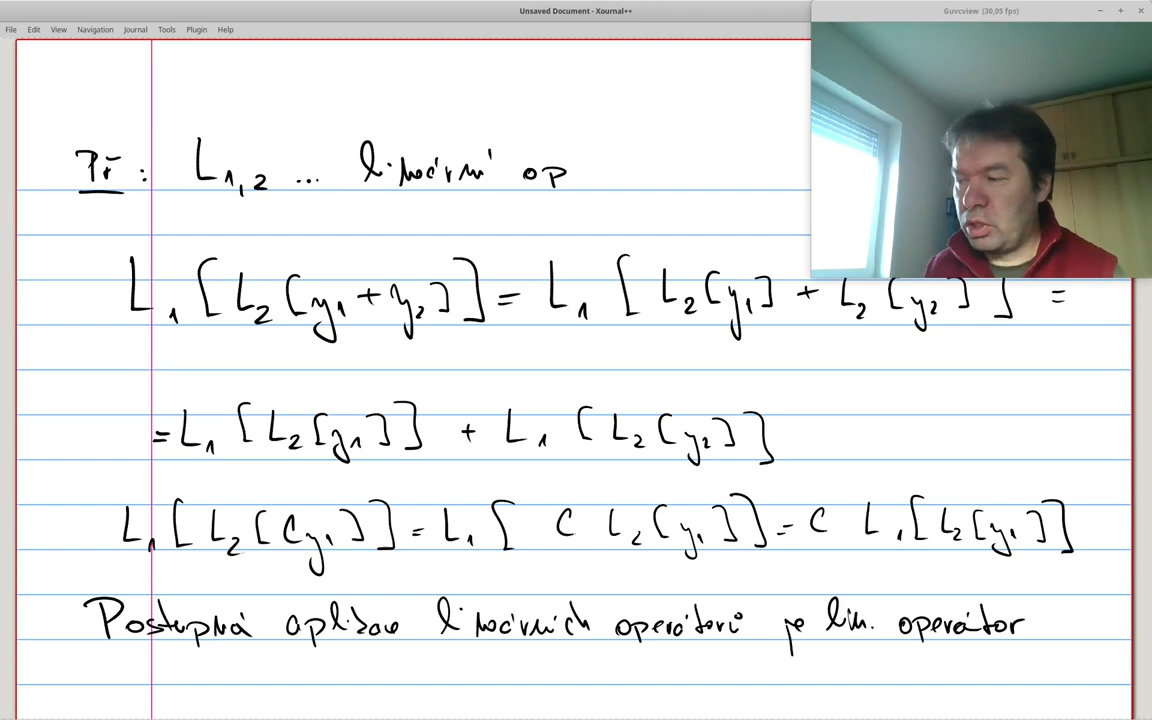 Unsaved Document - Xournal++
Guvcview (30,05 fps)
File Edit View Navigation Journal Tools Plugin Help
Př: L₁,₂ ... lineární op
L₁[L₂[y₁+y₂]] = L₁[L₂[y₁] + L₂[y₂]] =
= L₁[L₂[y₁]] + L₁[L₂[y₂]]
L₁[L₂[Cy₁]] = L₁[C L₂[y₁]] = C L₁[L₂[y₁]]
Postupná aplikac lineárních operátorů je lin. operátor